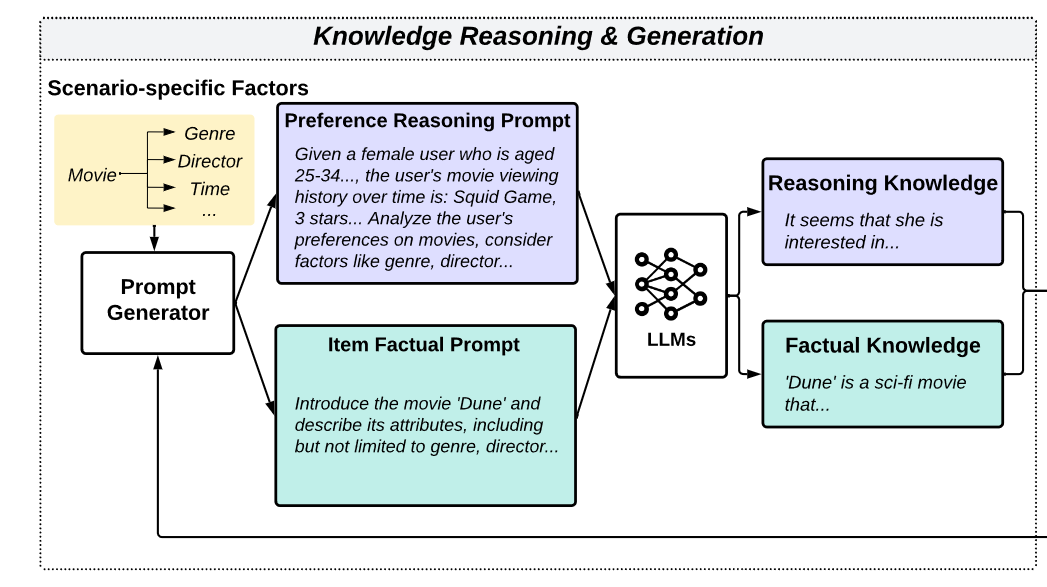 Knowledge Reasoning & Generation
Scenario-specific Factors
Movie
Genre
Director
Time
...
Prompt
Generator
Preference Reasoning Prompt
Given a female user who is aged
25-34..., the user's movie viewing
history over time is: Squid Game,
3 stars... Analyze the user's
preferences on movies, consider
factors like genre, director...
Item Factual Prompt
Introduce the movie 'Dune' and
describe its attributes, including
but not limited to genre, director...
LLMs
Reasoning Knowledge
It seems that she is
interested in...
Factual Knowledge
'Dune' is a sci-fi movie
that...